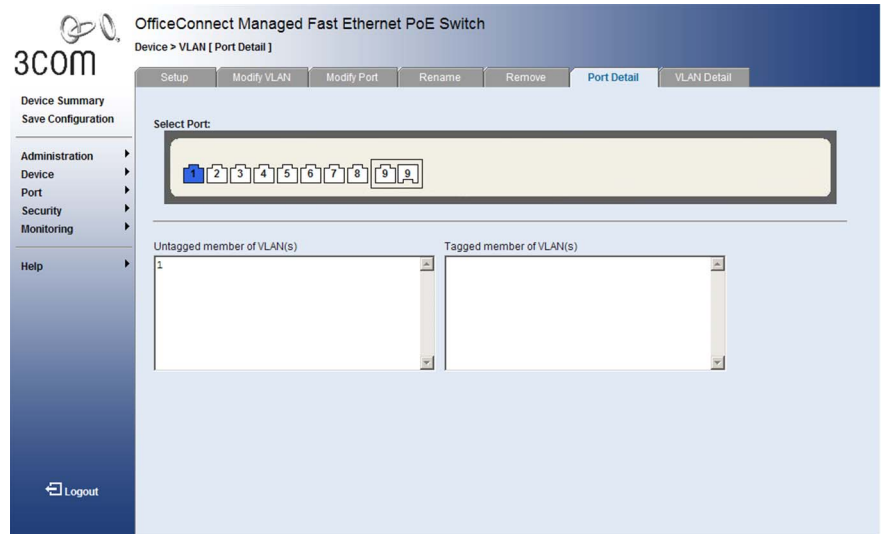 3COM
OfficeConnect Managed Fast Ethernet PoE Switch
Device > VLAN [ Port Detail ]
Setup Modify VLAN Modify Port Rename Remove Port Detail VLAN Detail
Device Summary
Save Configuration
Administration
Device
Port
Security
Monitoring
Help
Logout
Select Port:
1 2 3 4 5 6 7 8 9 9
Untagged member of VLAN(s)
1
Tagged member of VLAN(s)